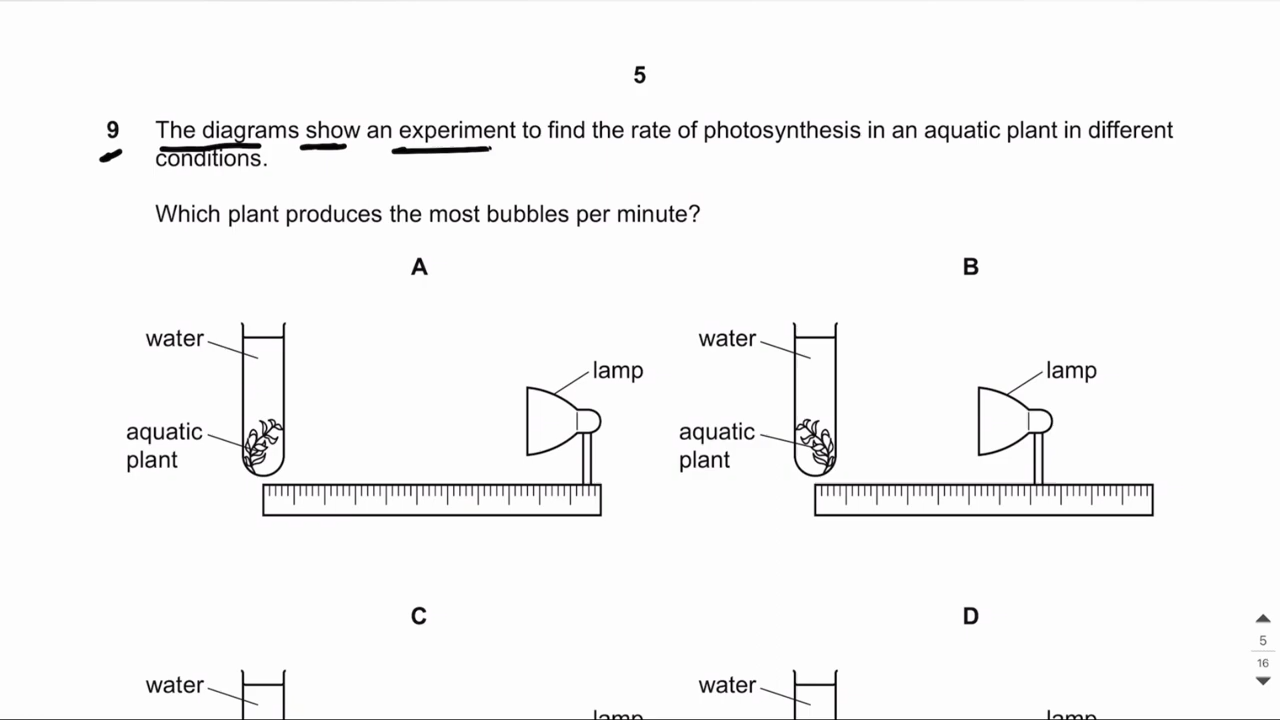 5
9 The diagrams show an experiment to find the rate of photosynthesis in an aquatic plant in different
conditions.
Which plant produces the most bubbles per minute?
A
B
water
lamp
aquatic
plant
water
lamp
aquatic
plant
C
D
water
lamp
water
lamp
5
16